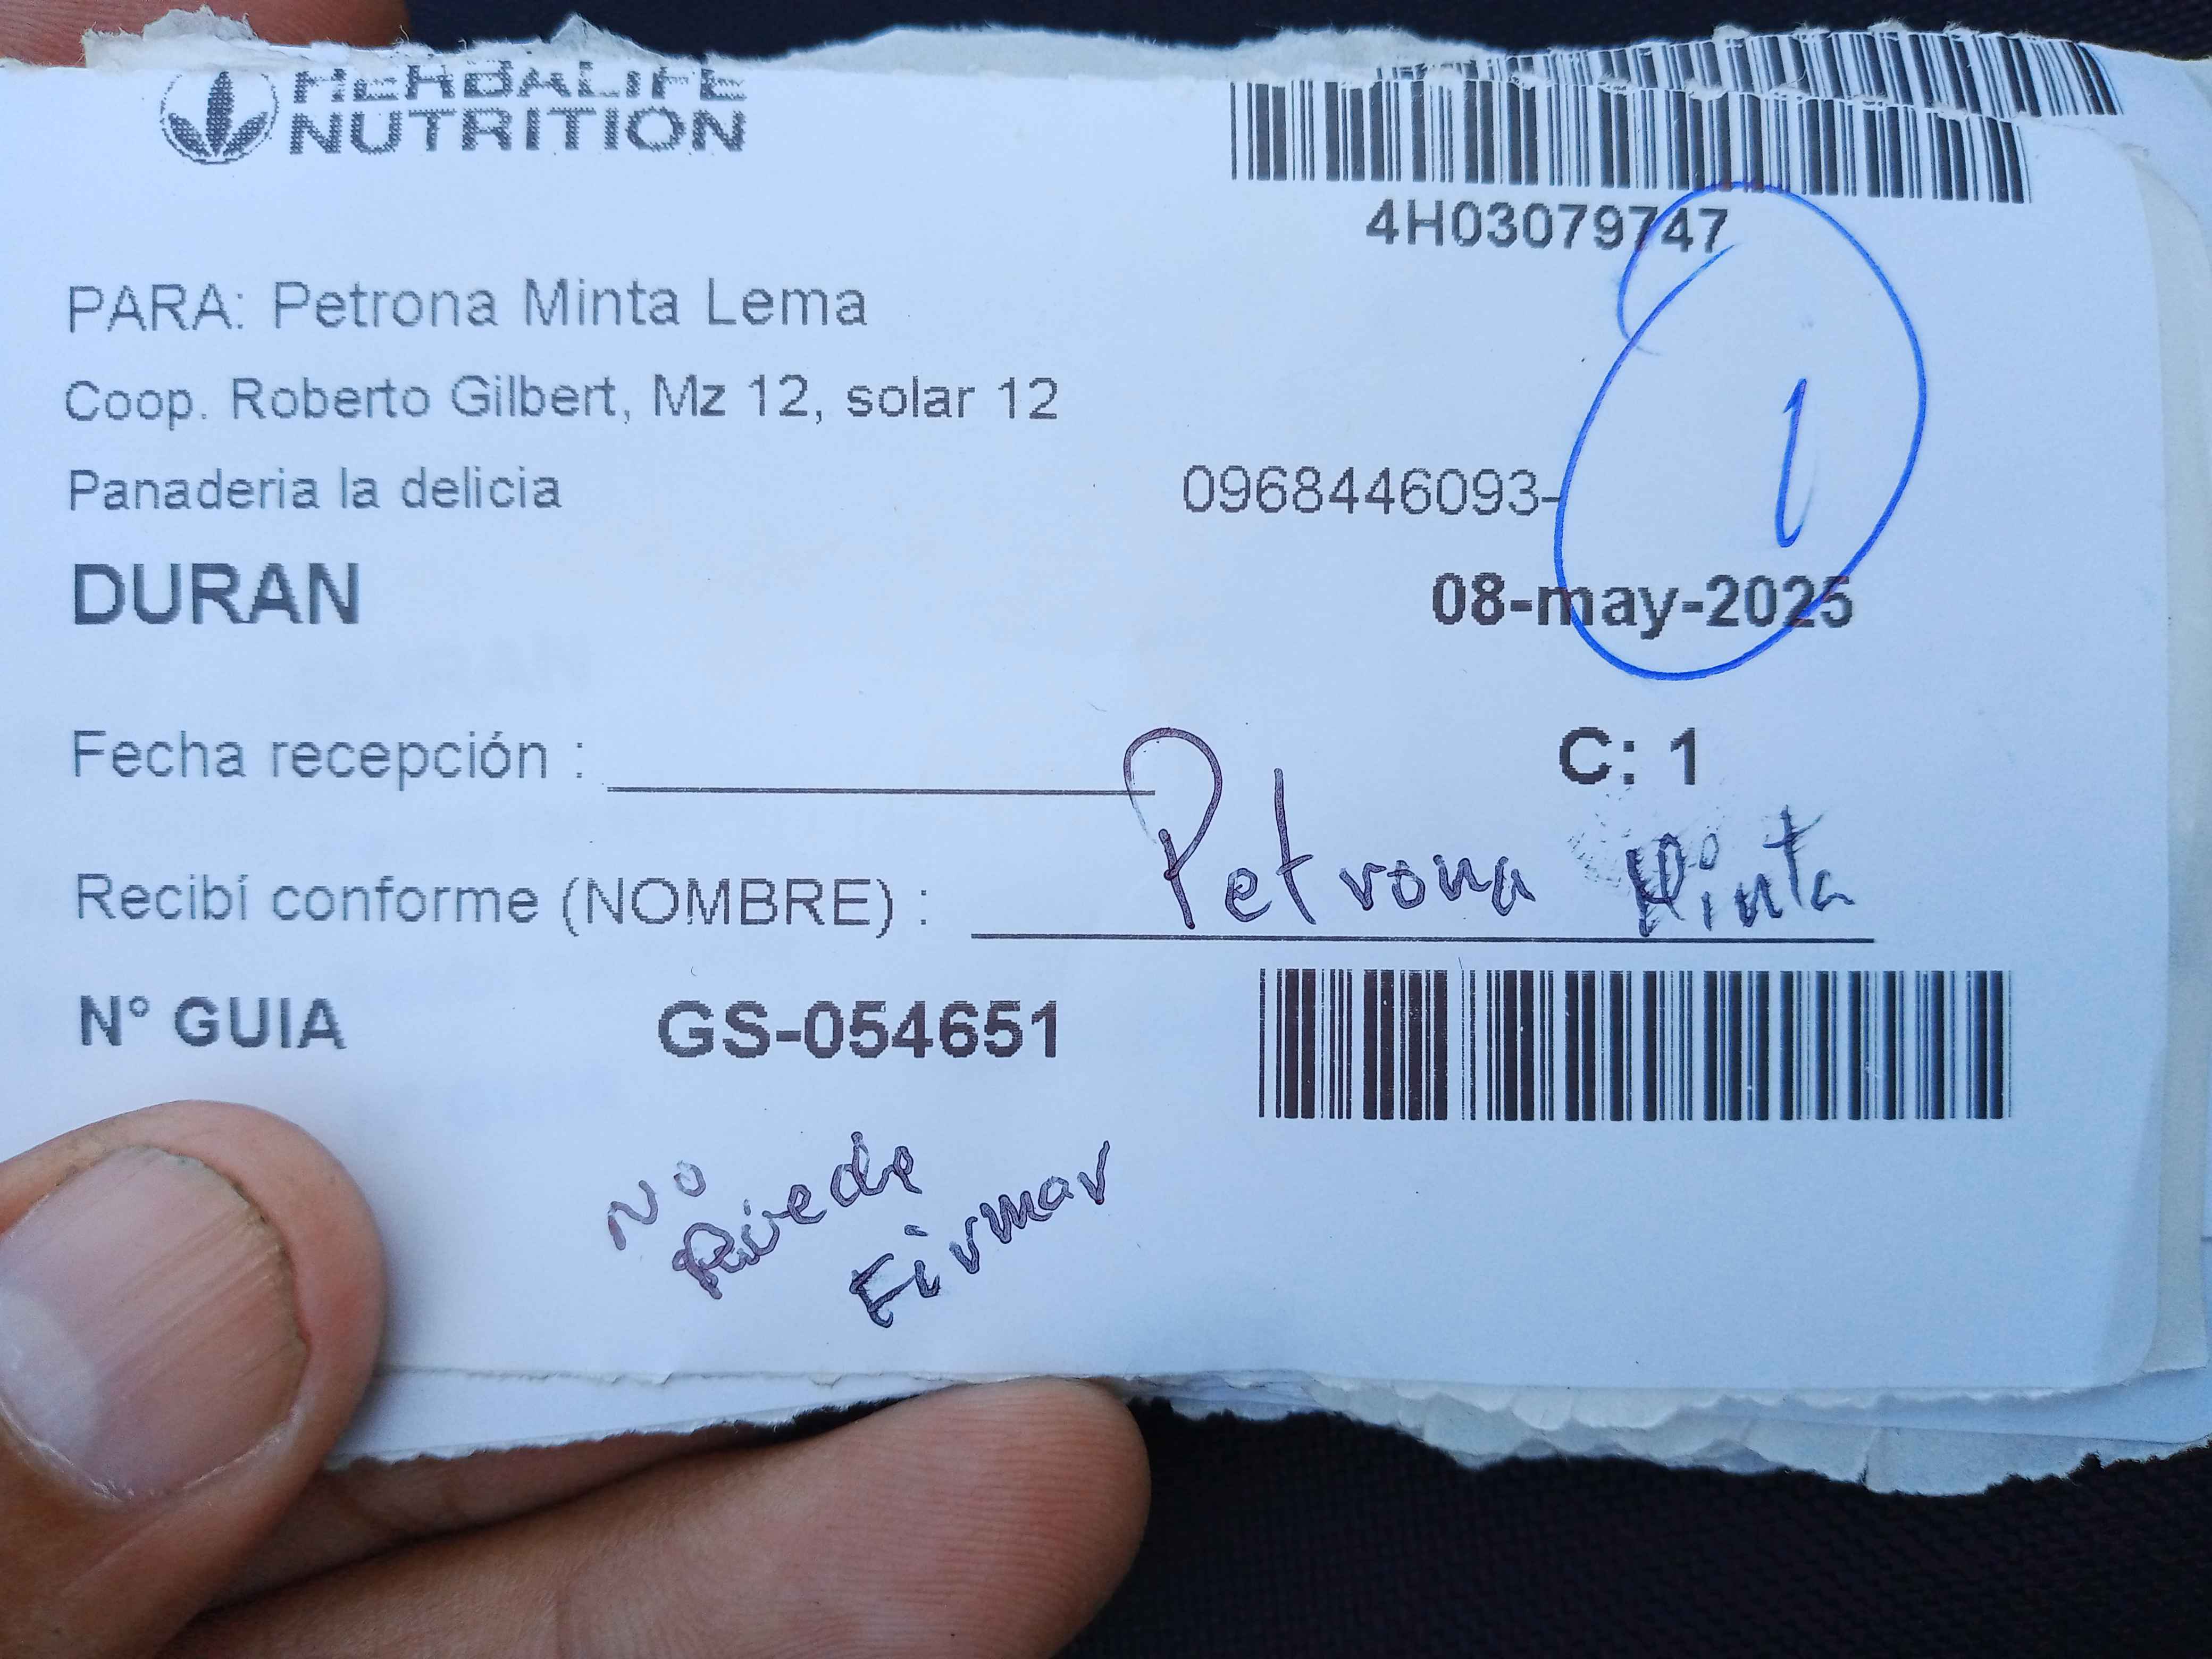 HERBALIFE
NUTRITION
4H03079747
PARA: Petrona Minta Lema
Coop. Roberto Gilbert, Mz 12, solar 12
Panaderia la delicia
0968446093-
1
DURAN
08-may-2025
Fecha recepción :
C: 1
Recibí conforme (NOMBRE) : Petrona Minta
N° GUIA GS-054651
No
Puede
Firmar